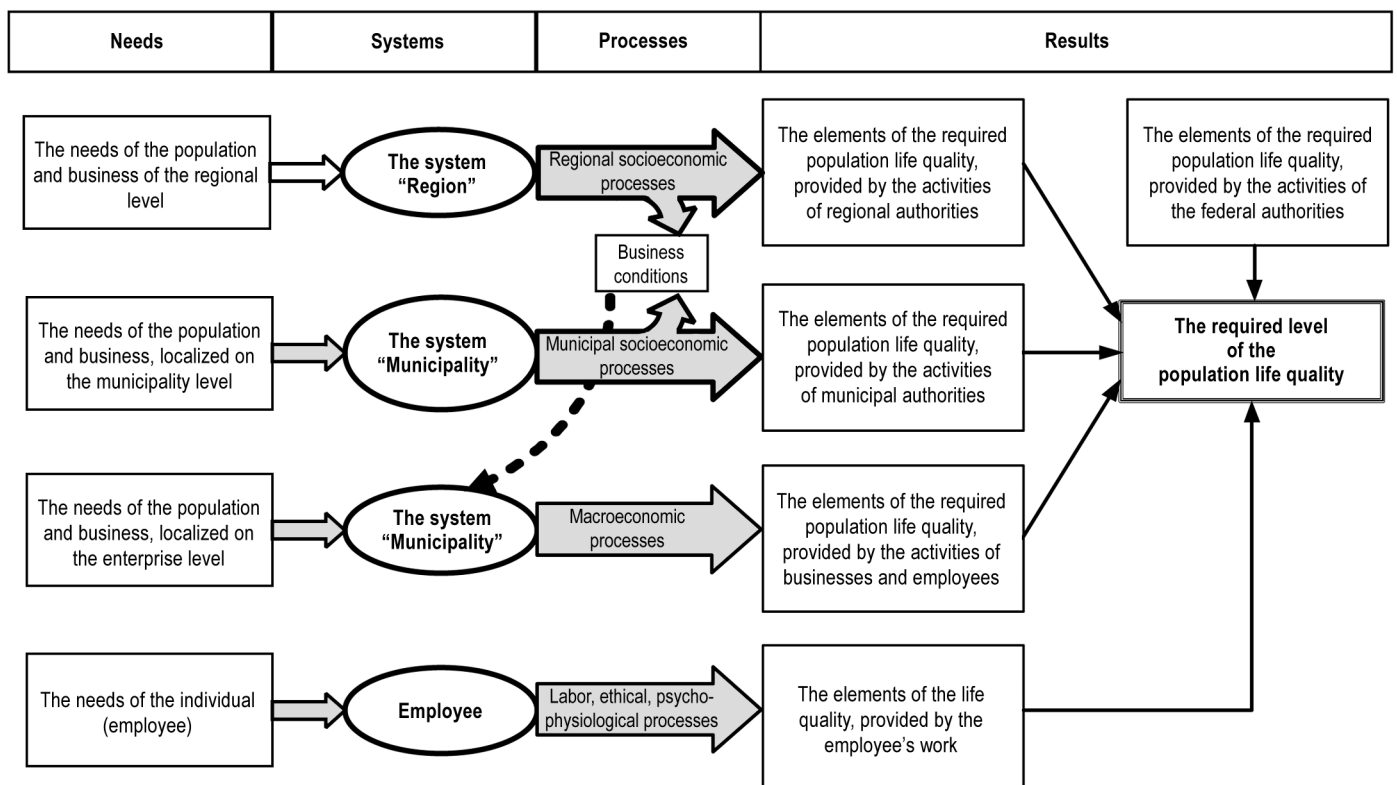 Needs
Systems
Processes
Results
The needs of the population
and business of the regional
level
The system
“Region”
Regional socioeconomic
processes
The elements of the required
population life quality,
provided by the activities
of regional authorities
The elements of the required
population life quality,
provided by the activities of
the federal authorities
Business
conditions
The needs of the population
and business, localized on
the municipality level
The system
“Municipality”
Municipal socioeconomic
processes
The elements of the required
population life quality,
provided by the activities
of municipal authorities
The required level
of the
population life quality
The needs of the population
and business, localized on
the enterprise level
The system
“Municipality”
Macroeconomic
processes
The elements of the required
population life quality,
provided by the activities of
businesses and employees
The needs of the individual
(employee)
Employee
Labor, ethical, psycho-
physiological processes
The elements of the life
quality, provided by the
employee’s work